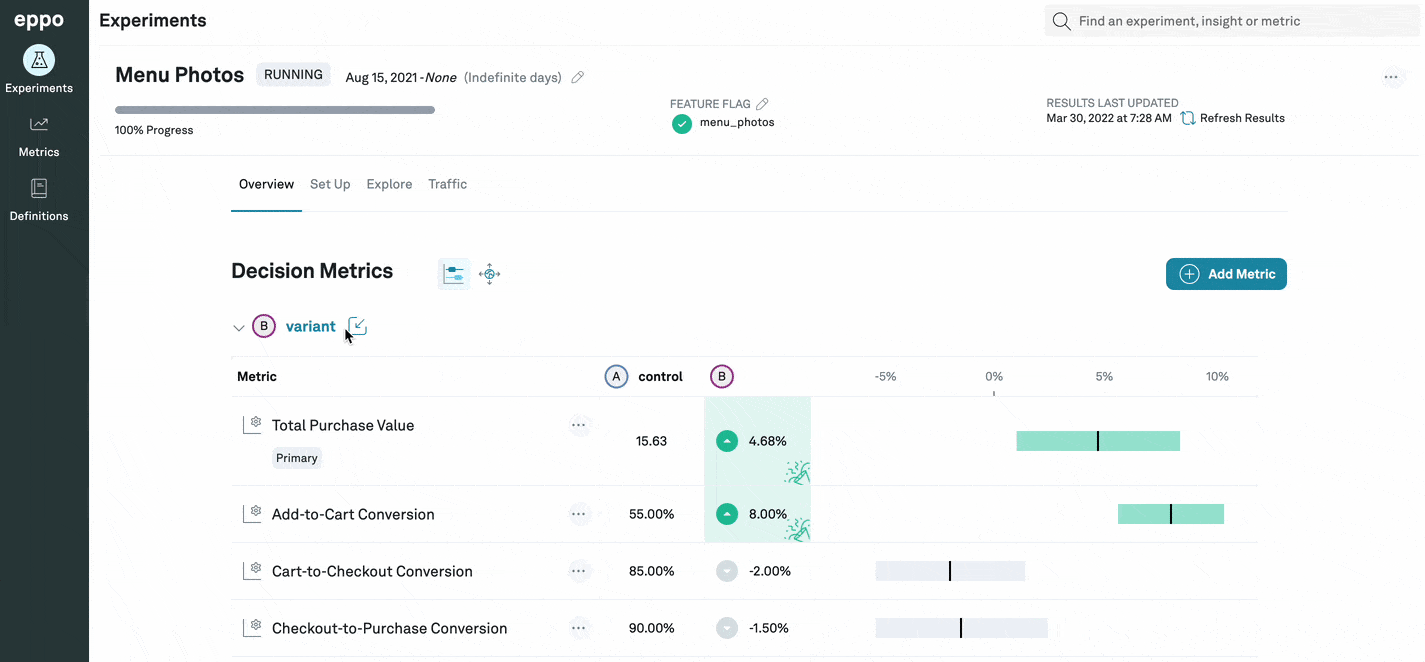 eppo
Experiments
Find an experiment, insight or metric
Experiments
Metrics
Definitions
Menu Photos RUNNING Aug 15, 2021-None (Indefinite days)
100% Progress
FEATURE FLAG
menu_photos
RESULTS LAST UPDATED
Mar 30, 2022 at 7:28 AM Refresh Results
Overview Set Up Explore Traffic
Decision Metrics
Add Metric
B variant
Metric A control B -5% 0% 5% 10%
Total Purchase Value 15.63 4.68%
Primary
Add-to-Cart Conversion 55.00% 8.00%
Cart-to-Checkout Conversion 85.00% -2.00%
Checkout-to-Purchase Conversion 90.00% -1.50%